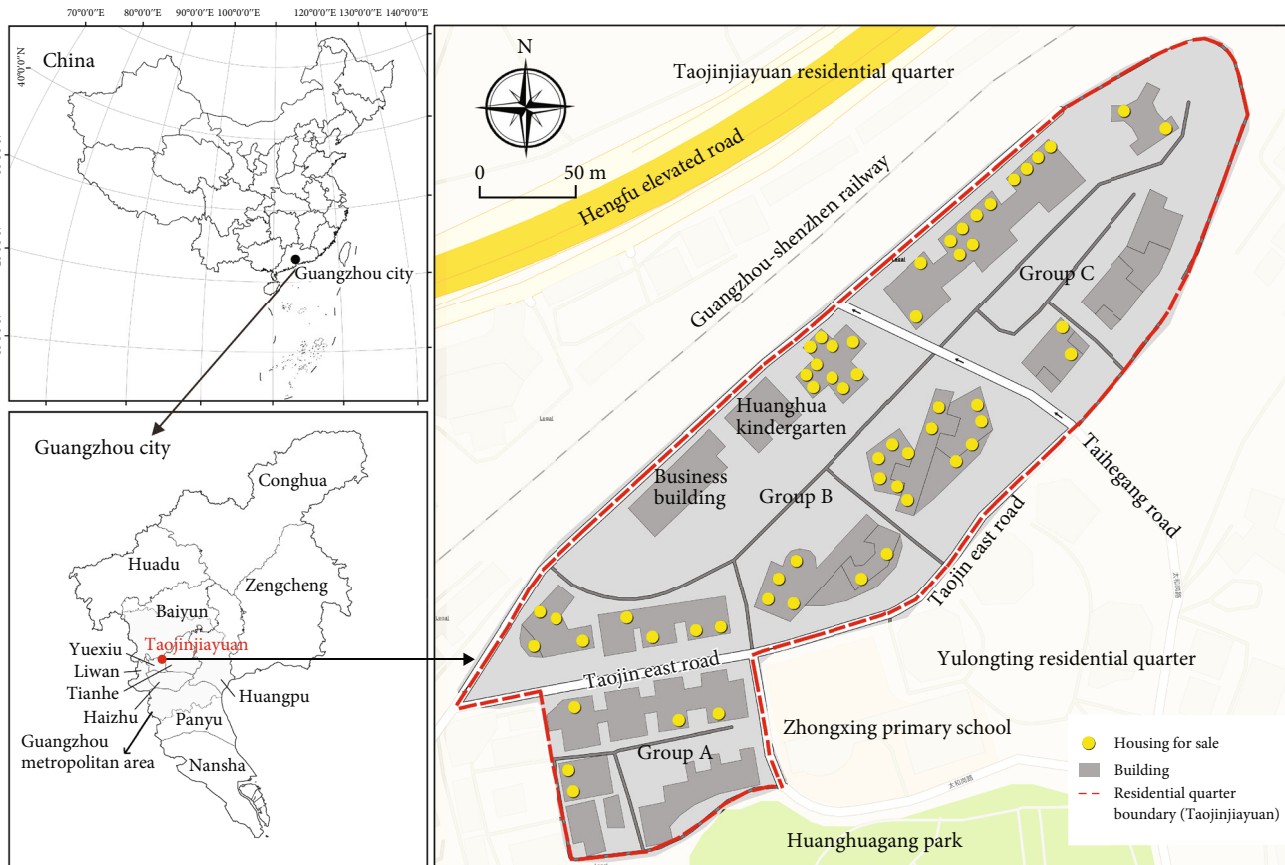 70°0′0″E
80°0′0″E
90°0′0″E
100°0′0″E
110°0′0″E
120°0′0″E
130°0′0″E
140°0′0″E
40°0′0″N
China
Guangzhou city
Guangzhou city
Conghua
Huadu
Zengcheng
Baiyun
Taojinjiayuan
Yuexiu
Liwan
Tianhe
Haizhu
Huangpu
Panyu
Guangzhou
metropolitan area
Nansha
N
0
50 m
Taojinjiayuan residential quarter
Hengfu elevated road
Guangzhou-shenzhen railway
Group C
Huanghua
kindergarten
Business
building
Group B
Taihegang road
Taojin east road
Taojin east road
Yulongting residential quarter
Group A
Zhongxing primary school
Huanghuagang park
Housing for sale
Building
Residential quarter
boundary (Taojinjiayuan)